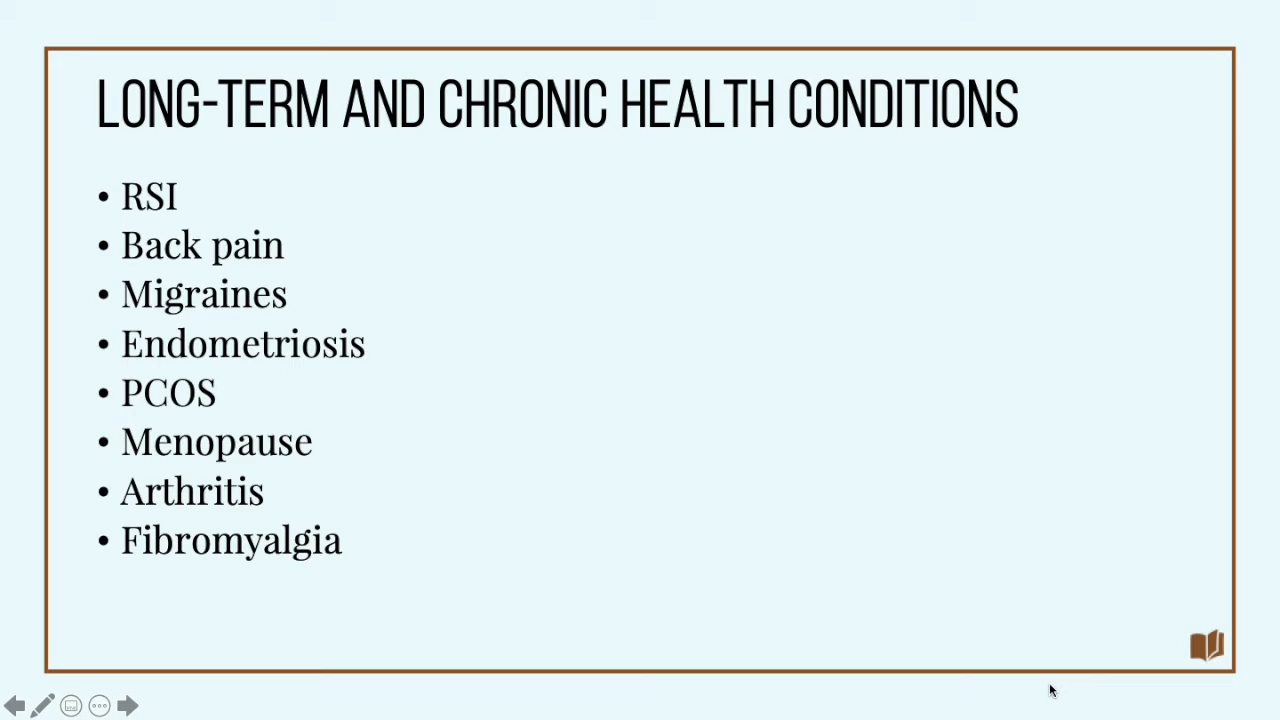 LONG-TERM AND CHRONIC HEALTH CONDITIONS
• RSI
• Back pain
• Migraines
• Endometriosis
• PCOS
• Menopause
• Arthritis
• Fibromyalgia